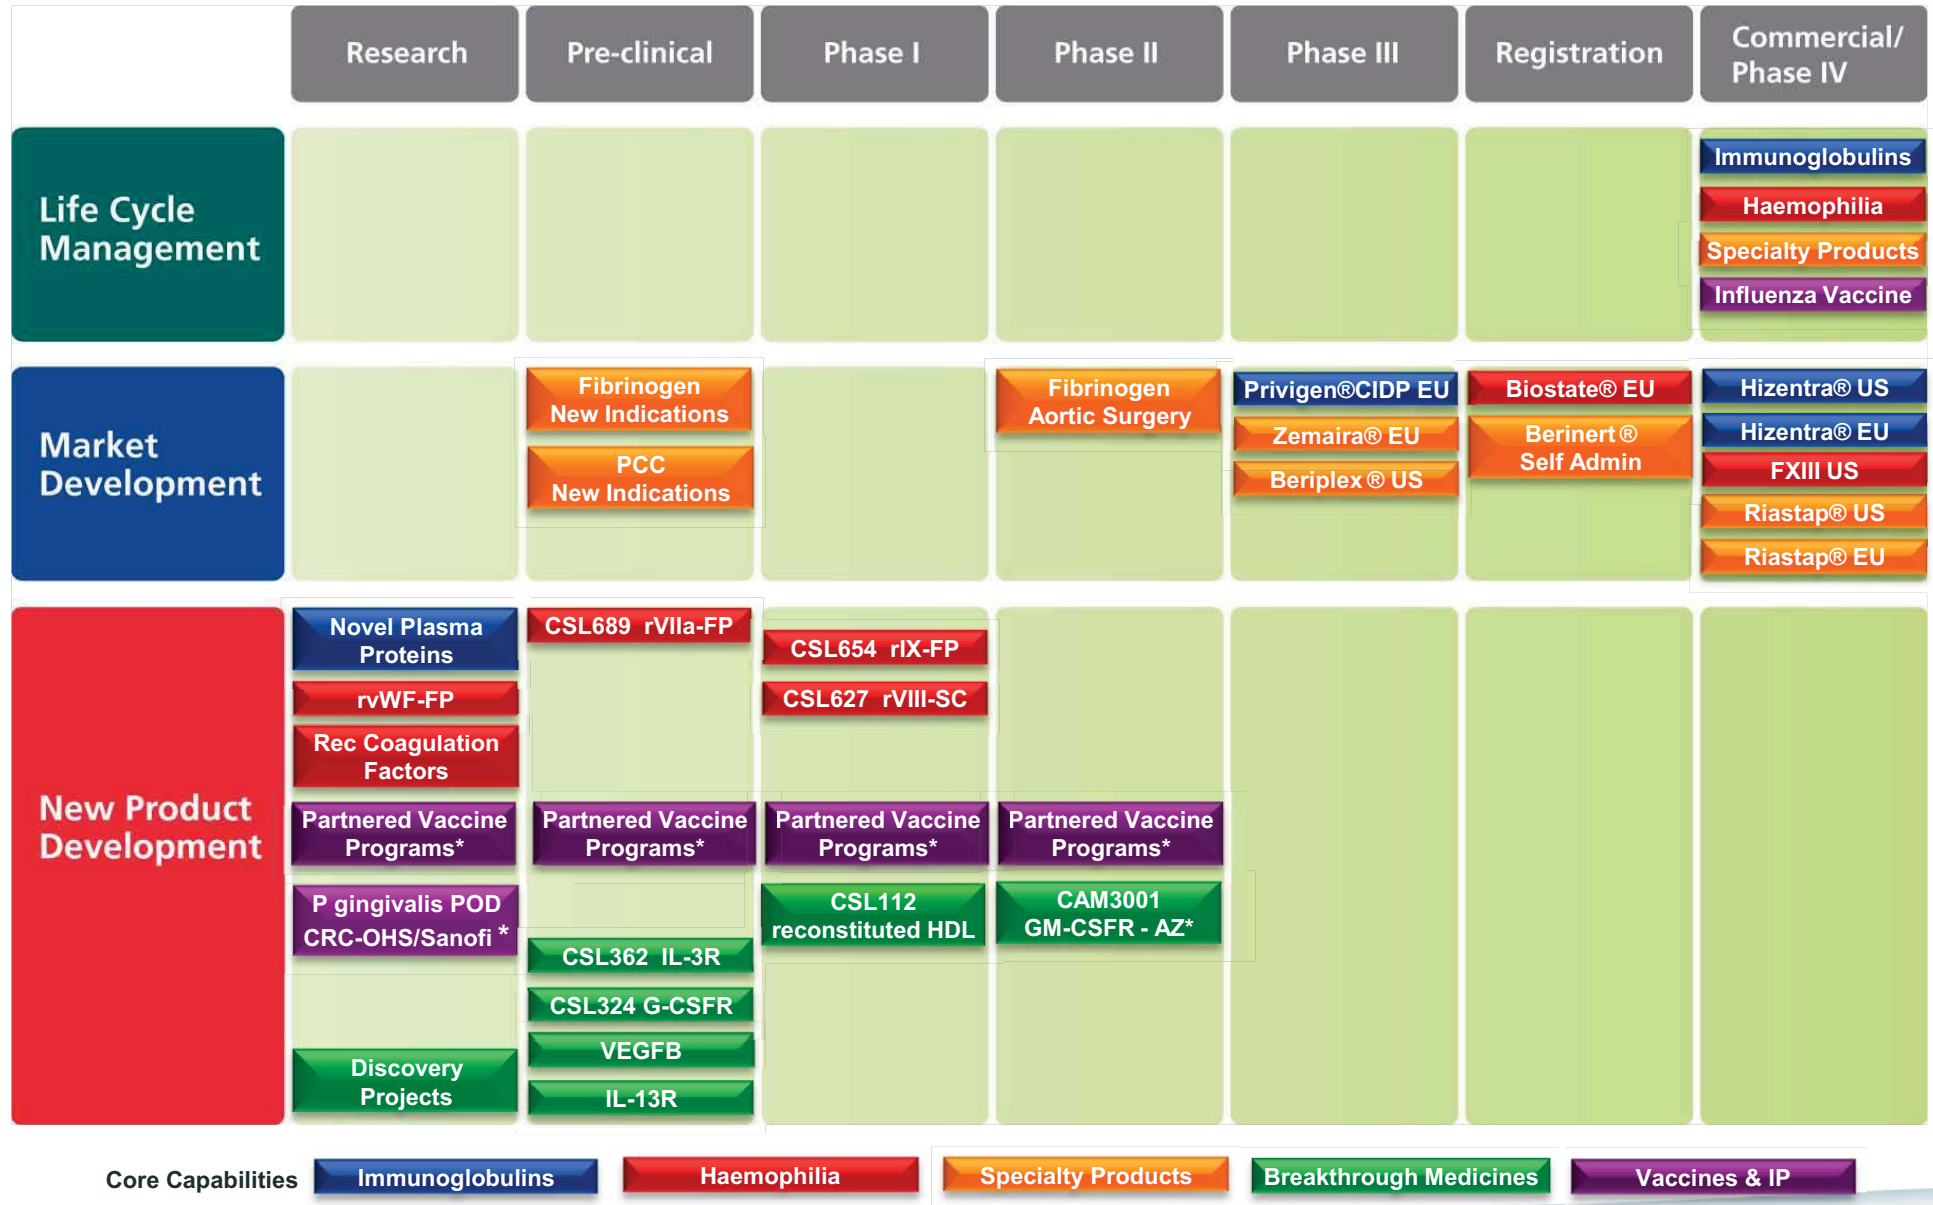 Research
Pre-clinical
Phase I
Phase II
Phase III
Registration
Commercial/
Phase IV
Life Cycle
Management
Immunoglobulins
Haemophilia
Specialty Products
Influenza Vaccine
Market
Development
Fibrinogen
New Indications
PCC
New Indications
Fibrinogen
Aortic Surgery
Privigen®CIDP EU
Zemaira® EU
Beriplex ® US
Biostate® EU
Berinert ®
Self Admin
Hizentra® US
Hizentra® EU
FXIII US
Riastap® US
Riastap® EU
New Product
Development
Novel Plasma
Proteins
rvWF-FP
Rec Coagulation
Factors
Partnered Vaccine
Programs*
P gingivalis POD
CRC-OHS/Sanofi *
Discovery
Projects
CSL689 rVIIa-FP
Partnered Vaccine
Programs*
CSL362 IL-3R
CSL324 G-CSFR
VEGFB
IL-13R
CSL654 rIX-FP
CSL627 rVIII-SC
Partnered Vaccine
Programs*
CSL112
reconstituted HDL
Partnered Vaccine
Programs*
CAM3001
GM-CSFR - AZ*
Core Capabilities
Immunoglobulins
Haemophilia
Specialty Products
Breakthrough Medicines
Vaccines & IP